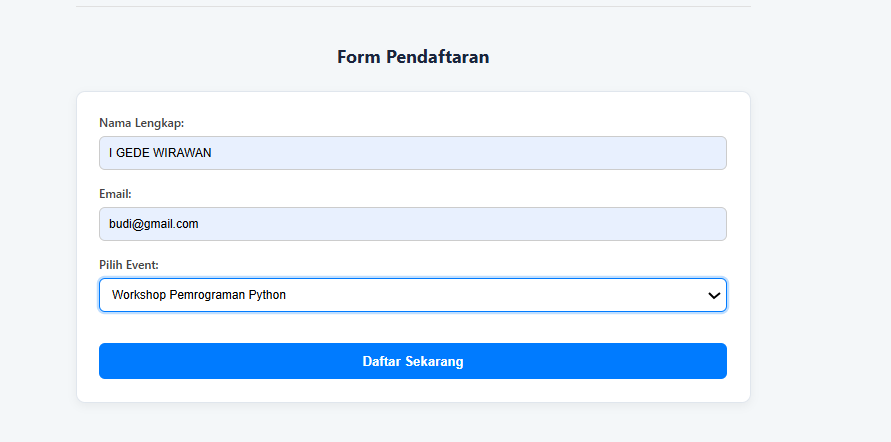 Form Pendaftaran
Nama Lengkap:
I GEDE WIRAWAN
Email:
budi@gmail.com
Pilih Event:
Workshop Pemrograman Python
Daftar Sekarang